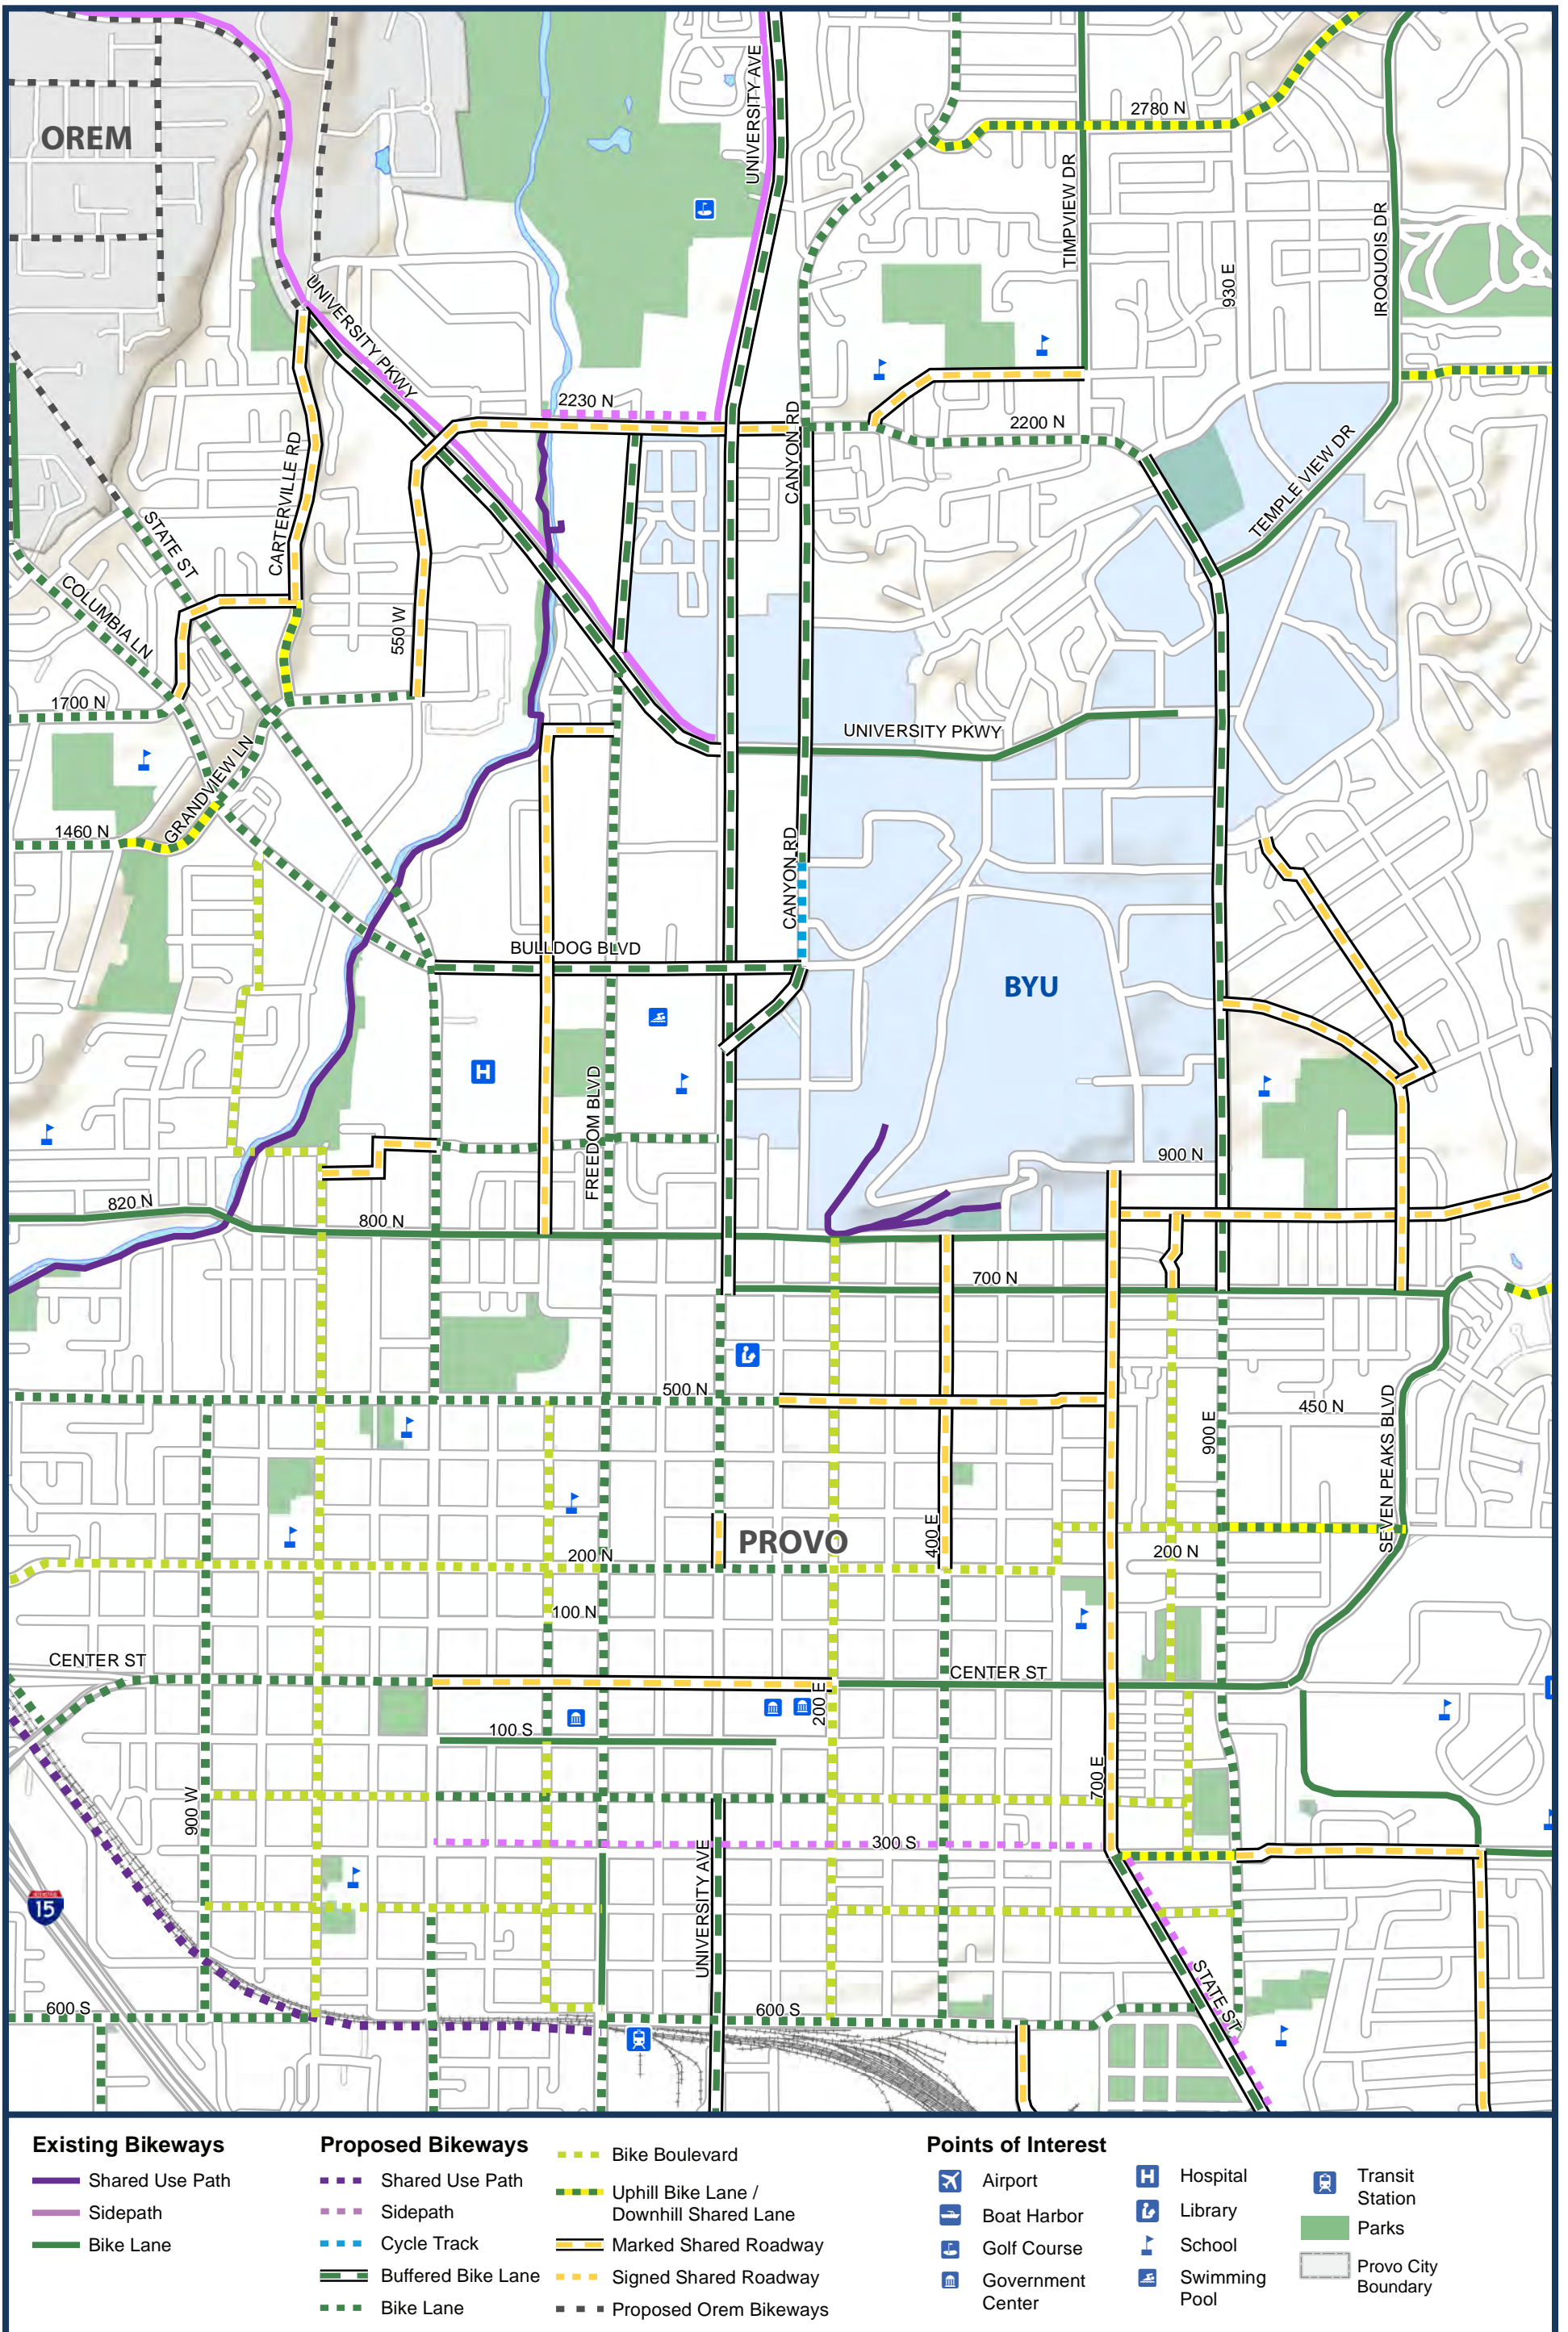 UNIVERSITY AVE
2780 N
OREM
TIMPVIEW DR
IROQUOIS DR
930 E
UNIVERSITY PKWY
2230 N
CANYON RD
2200 N
CARTERVILLE RD
STATE ST
TEMPLE VIEW DR
COLUMBIA LN
550 W
1700 N
UNIVERSITY PKWY
GRANDVIEW LN
1460 N
CANYON RD
BULLDOG BLVD
BYU
FREEDOM BLVD
900 N
820 N
800 N
700 N
500 N
450 N
900 E
SEVEN PEAKS BLVD
400 E
PROVO
200 N
200 N
100 N
CENTER ST
CENTER ST
200 E
100 S
700 E
900 W
300 S
UNIVERSITY AVE
15
STATE ST
600 S
600 S
Existing Bikeways
Shared Use Path
Sidepath
Bike Lane
Proposed Bikeways
Shared Use Path
Sidepath
Cycle Track
Buffered Bike Lane
Bike Lane
Bike Boulevard
Uphill Bike Lane /
Downhill Shared Lane
Marked Shared Roadway
Signed Shared Roadway
Proposed Orem Bikeways
Points of Interest
Airport
Boat Harbor
Golf Course
Government
Center
H
Hospital
Library
School
Swimming
Pool
Transit
Station
Parks
Provo City
Boundary